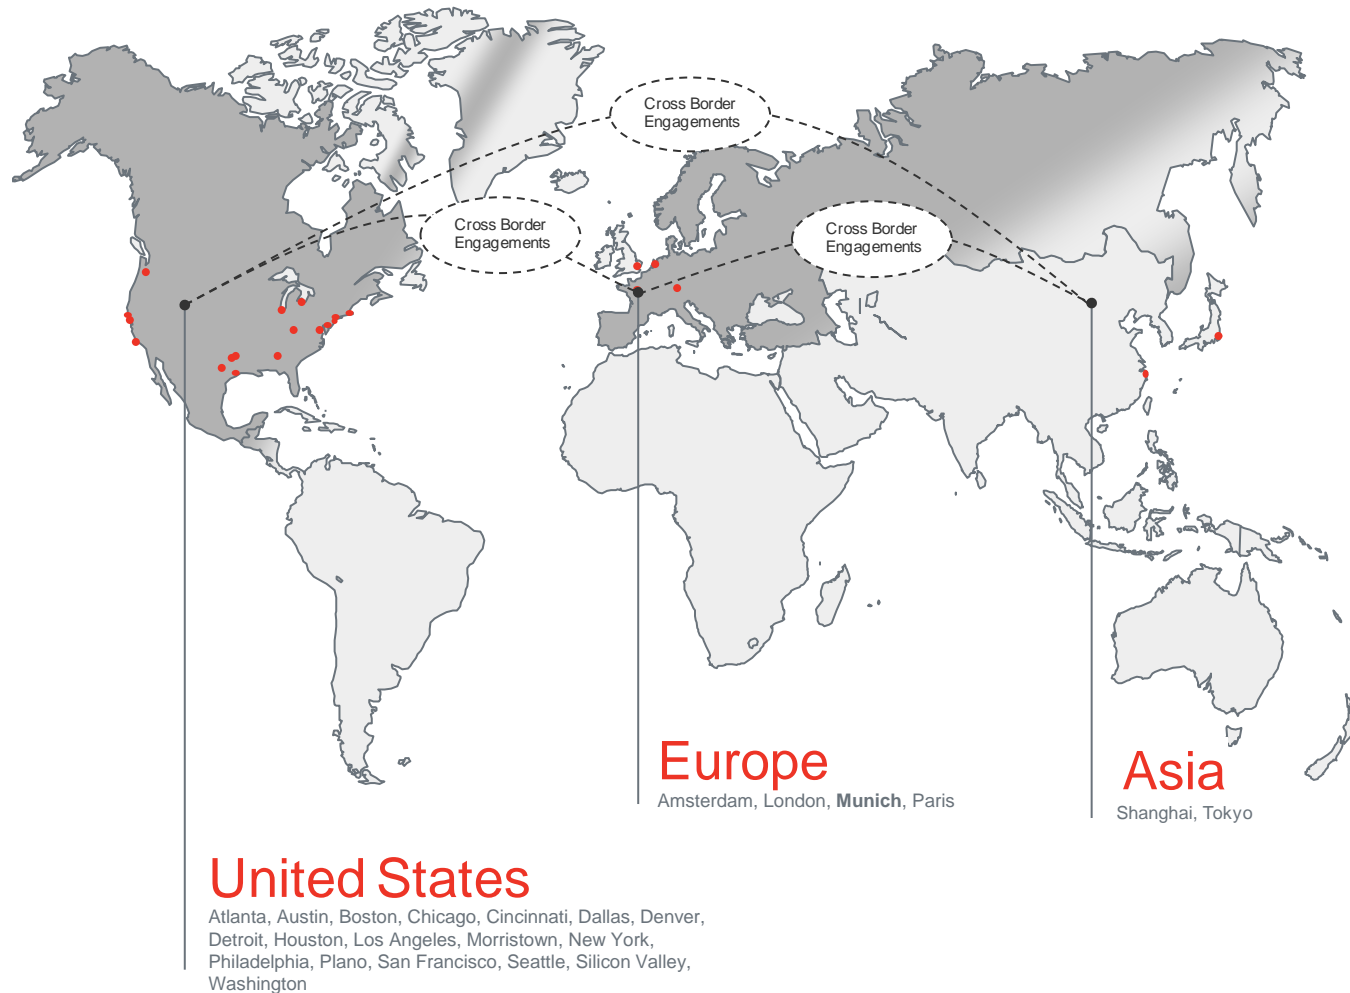 Cross Border
Engagements
Cross Border
Engagements
Cross Border
Engagements
Europe
Amsterdam, London, Munich, Paris
Asia
Shanghai, Tokyo
United States
Atlanta, Austin, Boston, Chicago, Cincinnati, Dallas, Denver,
Detroit, Houston, Los Angeles, Morristown, New York,
Philadelphia, Plano, San Francisco, Seattle, Silicon Valley,
Washington